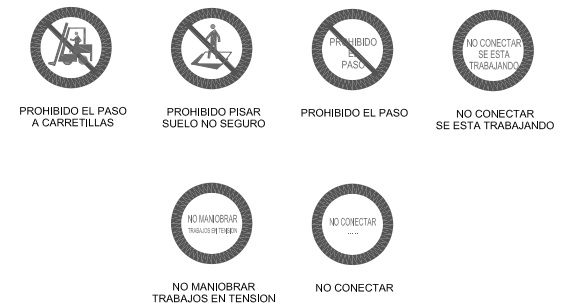 PROHIBIDO
EL
PASO
NO CONECTAR
SE ESTA
TRABAJANDO
PROHIBIDO EL PASO
A CARRETILLAS
PROHIBIDO PISAR
SUELO NO SEGURO
PROHIBIDO EL PASO
NO CONECTAR
SE ESTA TRABAJANDO
NO MANIOBRAR
TRABAJOS EN TENSION
NO CONECTAR
.....
NO MANIOBRAR
TRABAJOS EN TENSION
NO CONECTAR